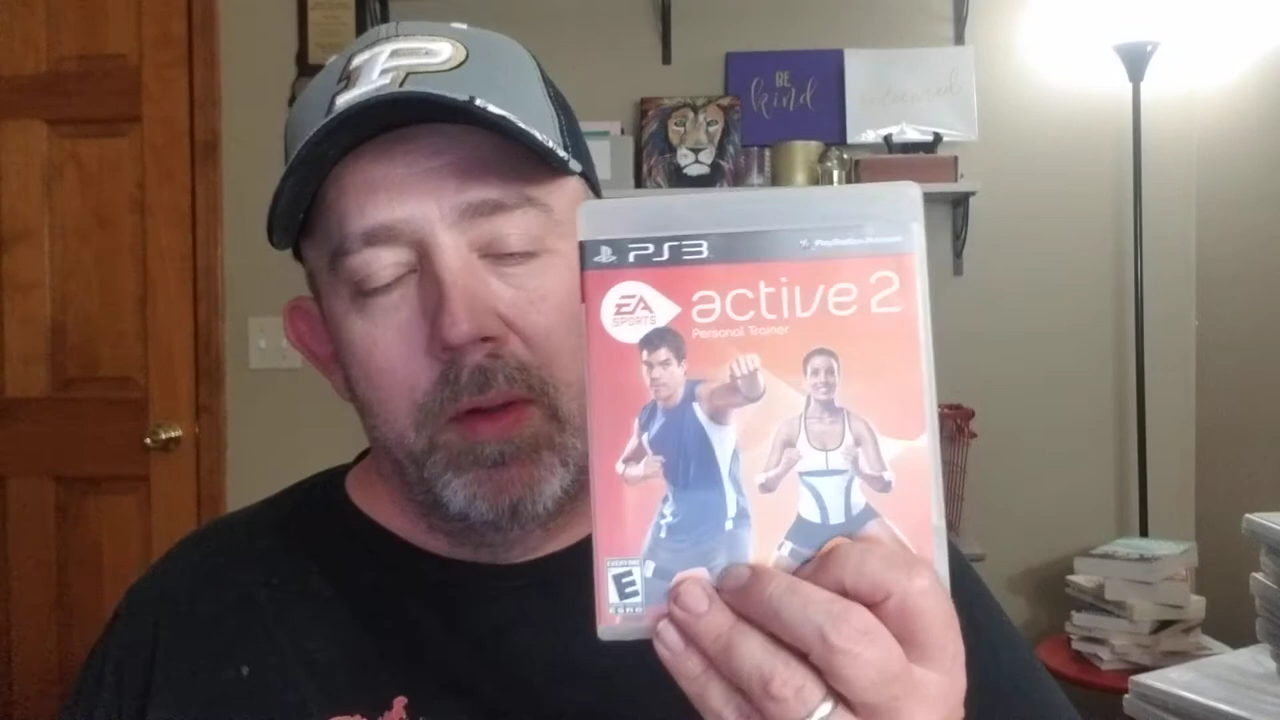 P
BE
kind
PS3
PlayStation Network
EA
SPORTS
active 2
Personal Trainer
EVERYONE
E
ESRB